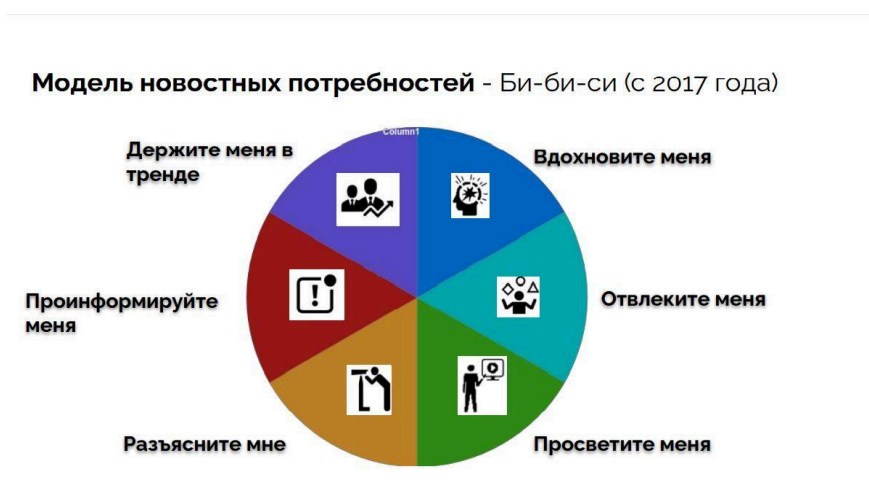 Модель новостных потребностей - Би-би-си (с 2017 года)
Column1
Держите меня в
тренде
Вдохновите меня
Проинформируйте
меня
Отвлеките меня
Разъясните мне
Просветите меня